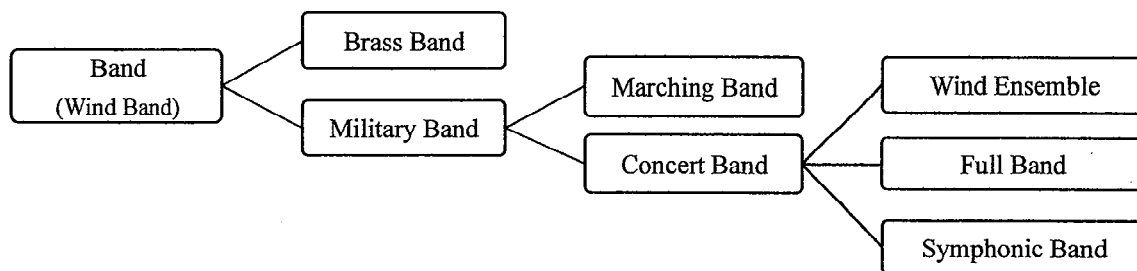 Band
(Wind Band)
Brass Band
Military Band
Marching Band
Concert Band
Wind Ensemble
Full Band
Symphonic Band